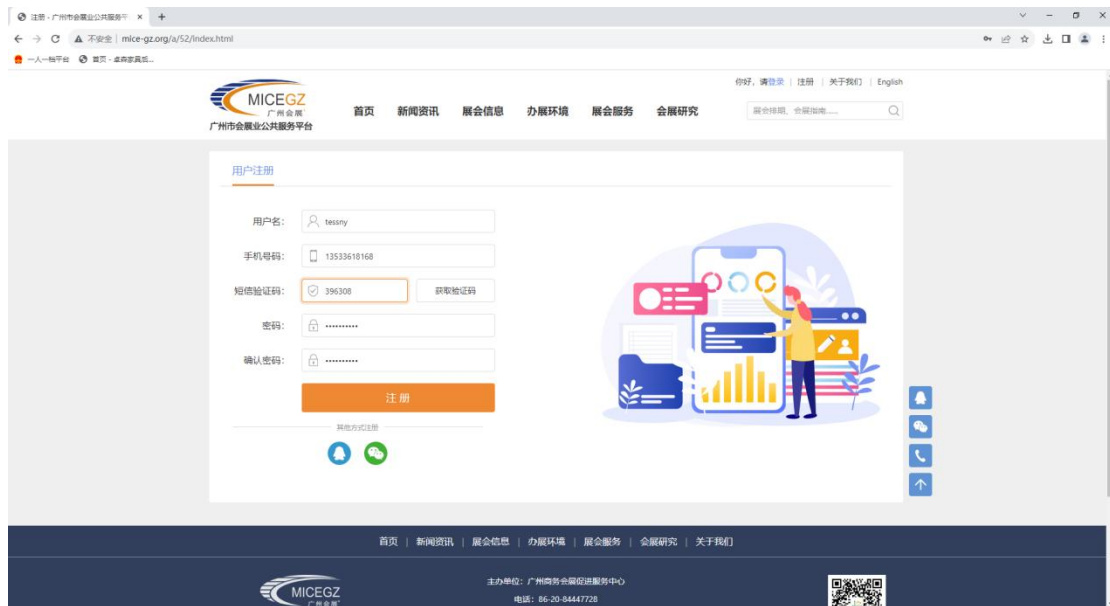 注册 - 广州市会展业公共服务平
不安全 | mice-gz.org/a/52/index.html
一人一档平台 首页 - 卓森家具后...
你好，请登录 | 注册 | 关于我们 | English
MICEGZ
广州会展
广州市会展业公共服务平台
首页 新闻资讯 展会信息 办展环境 展会服务 会展研究
展会排期、会展指南......
用户注册
用户名： tessny
手机号码： 13533618168
短信验证码： 396308 获取验证码
密码： ··········
确认密码： ··········
注 册
其他方式注册
首页 | 新闻资讯 | 展会信息 | 办展环境 | 展会服务 | 会展研究 | 关于我们
MICEGZ
广州会展
主办单位：广州商务会展促进服务中心
电话：86-20-84447728